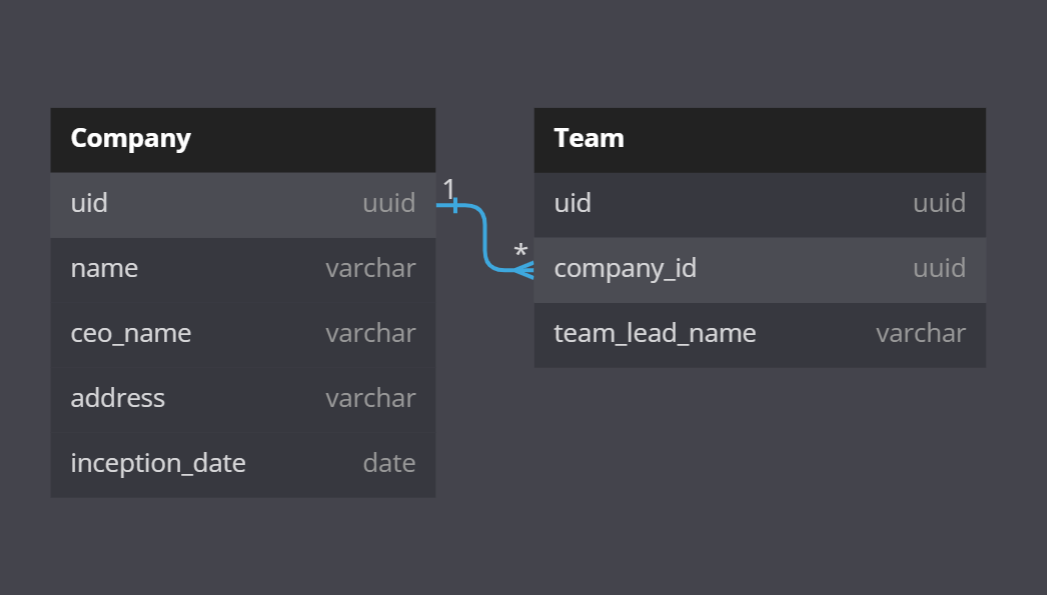 Company
uid uuid
name varchar
ceo_name varchar
address varchar
inception_date date
1
*
Team
uid uuid
company_id uuid
team_lead_name varchar